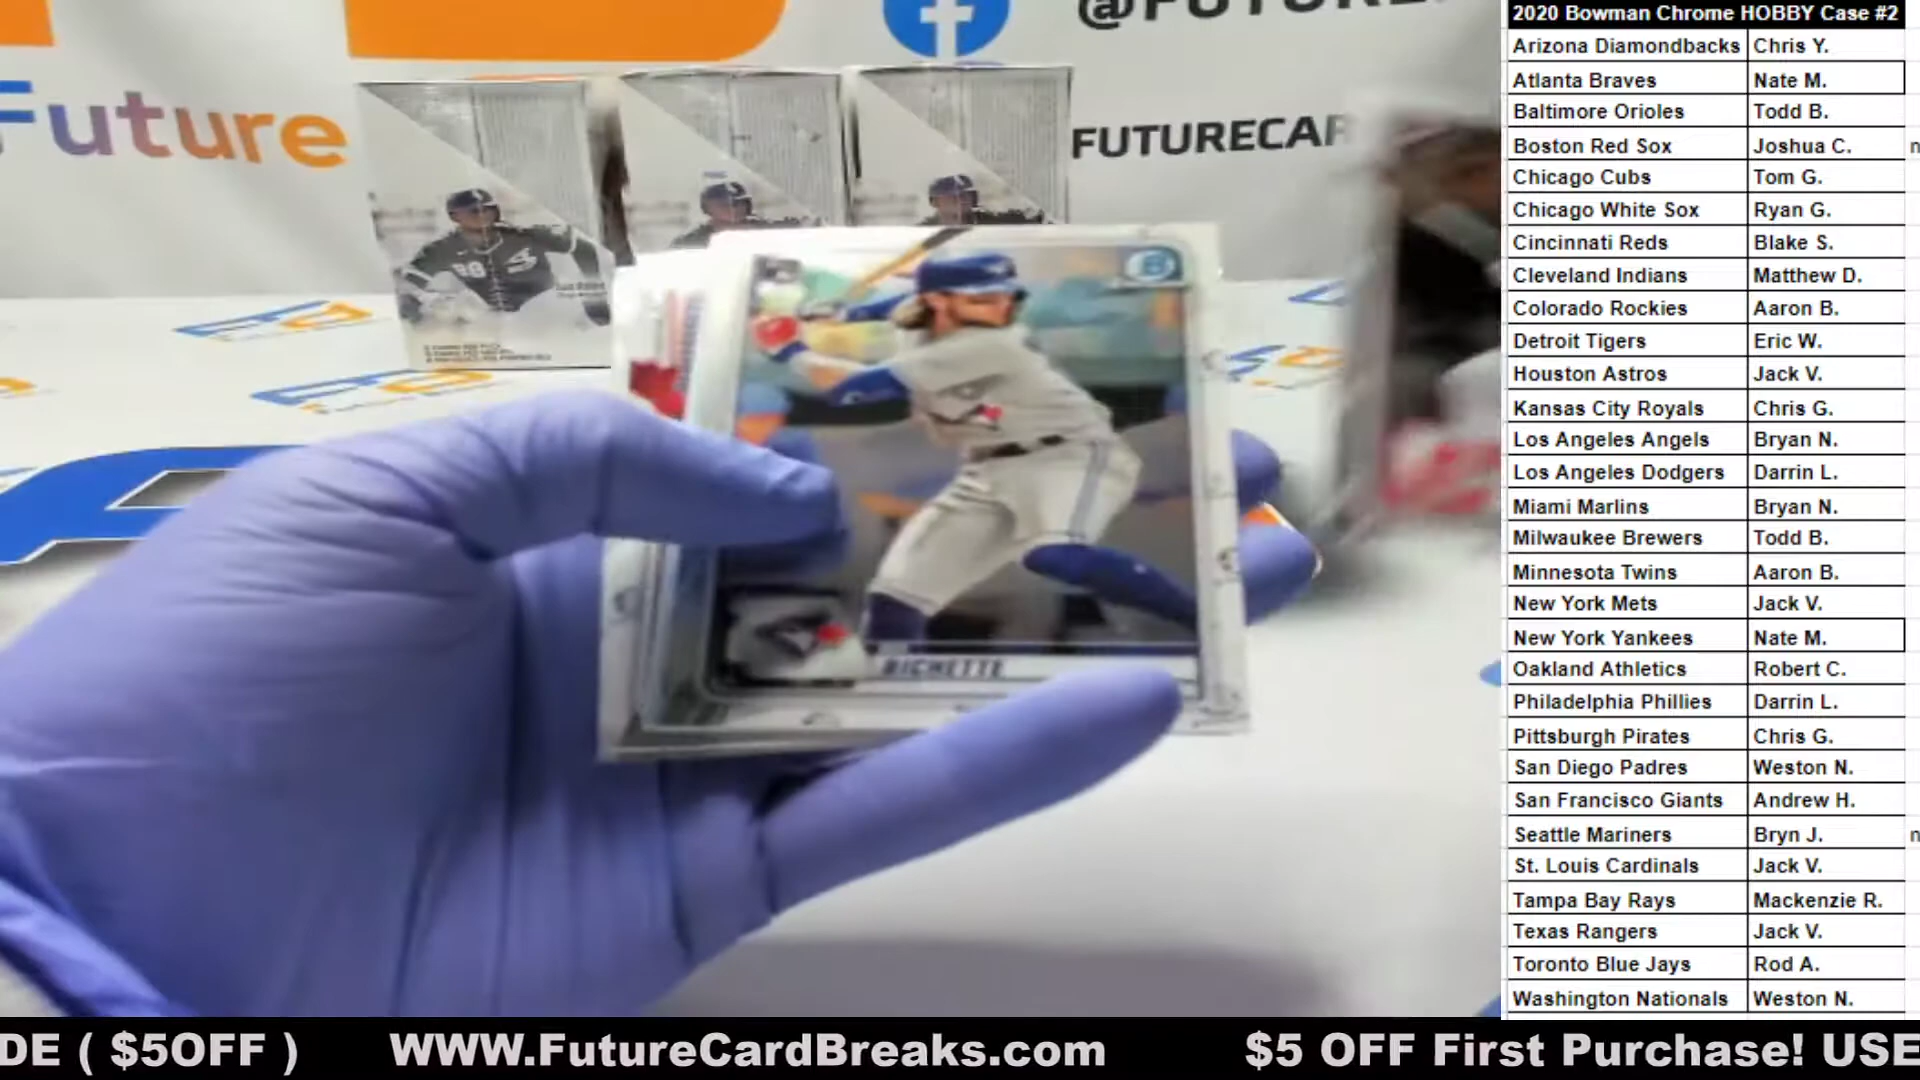 @FUTURE
Future
FUTURECAR
BICHETTE
2020 Bowman Chrome HOBBY Case #2
Arizona Diamondbacks Chris Y.
Atlanta Braves Nate M.
Baltimore Orioles Todd B.
Boston Red Sox Joshua C. n
Chicago Cubs Tom G.
Chicago White Sox Ryan G.
Cincinnati Reds Blake S.
Cleveland Indians Matthew D.
Colorado Rockies Aaron B.
Detroit Tigers Eric W.
Houston Astros Jack V.
Kansas City Royals Chris G.
Los Angeles Angels Bryan N.
Los Angeles Dodgers Darrin L.
Miami Marlins Bryan N.
Milwaukee Brewers Todd B.
Minnesota Twins Aaron B.
New York Mets Jack V.
New York Yankees Nate M.
Oakland Athletics Robert C.
Philadelphia Phillies Darrin L.
Pittsburgh Pirates Chris G.
San Diego Padres Weston N.
San Francisco Giants Andrew H.
Seattle Mariners Bryn J. n
St. Louis Cardinals Jack V.
Tampa Bay Rays Mackenzie R.
Texas Rangers Jack V.
Toronto Blue Jays Rod A.
Washington Nationals Weston N.
DE ( $5OFF ) WWW.FutureCardBreaks.com $5 OFF First Purchase! USE